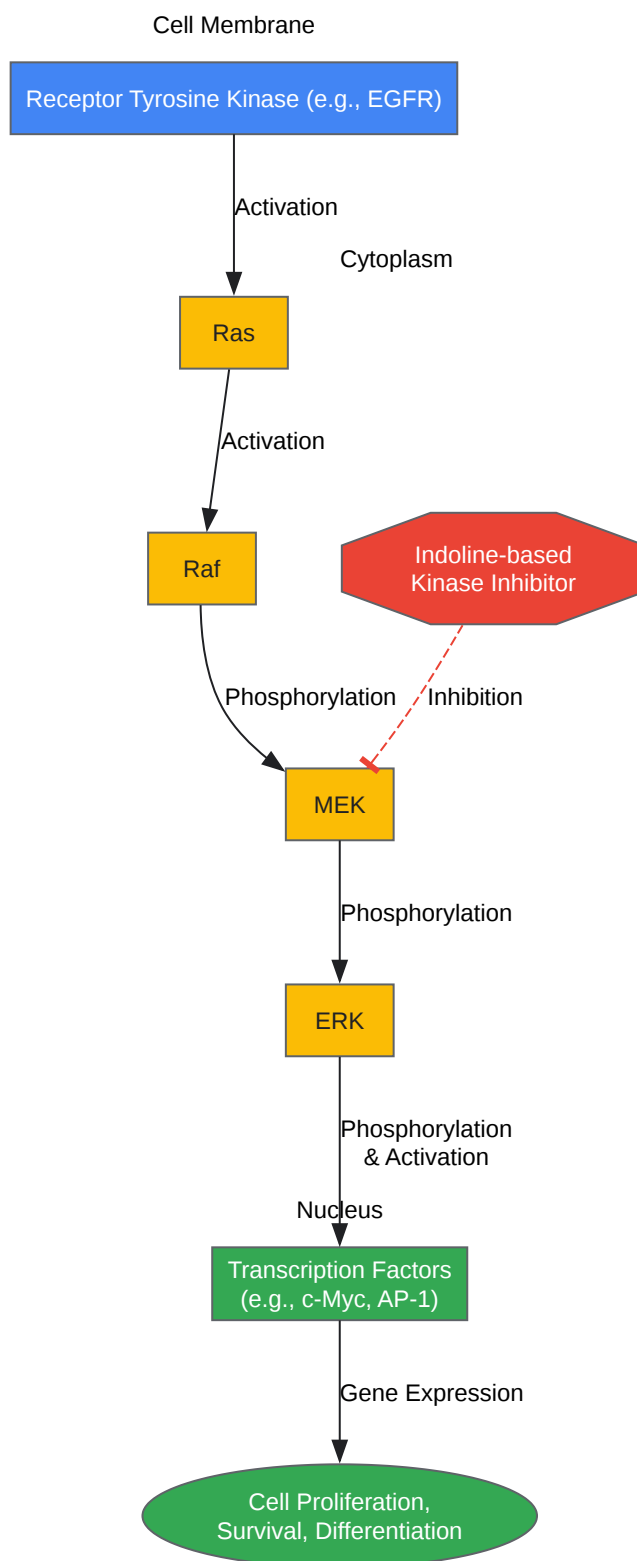 Cell Membrane
Receptor Tyrosine Kinase (e.g., EGFR)
Activation
Cytoplasm
Ras
Activation
Raf
Indoline-based
Kinase Inhibitor
Phosphorylation
Inhibition
MEK
Phosphorylation
ERK
Phosphorylation
& Activation
Nucleus
Transcription Factors
(e.g., c-Myc, AP-1)
Gene Expression
Cell Proliferation,
Survival, Differentiation